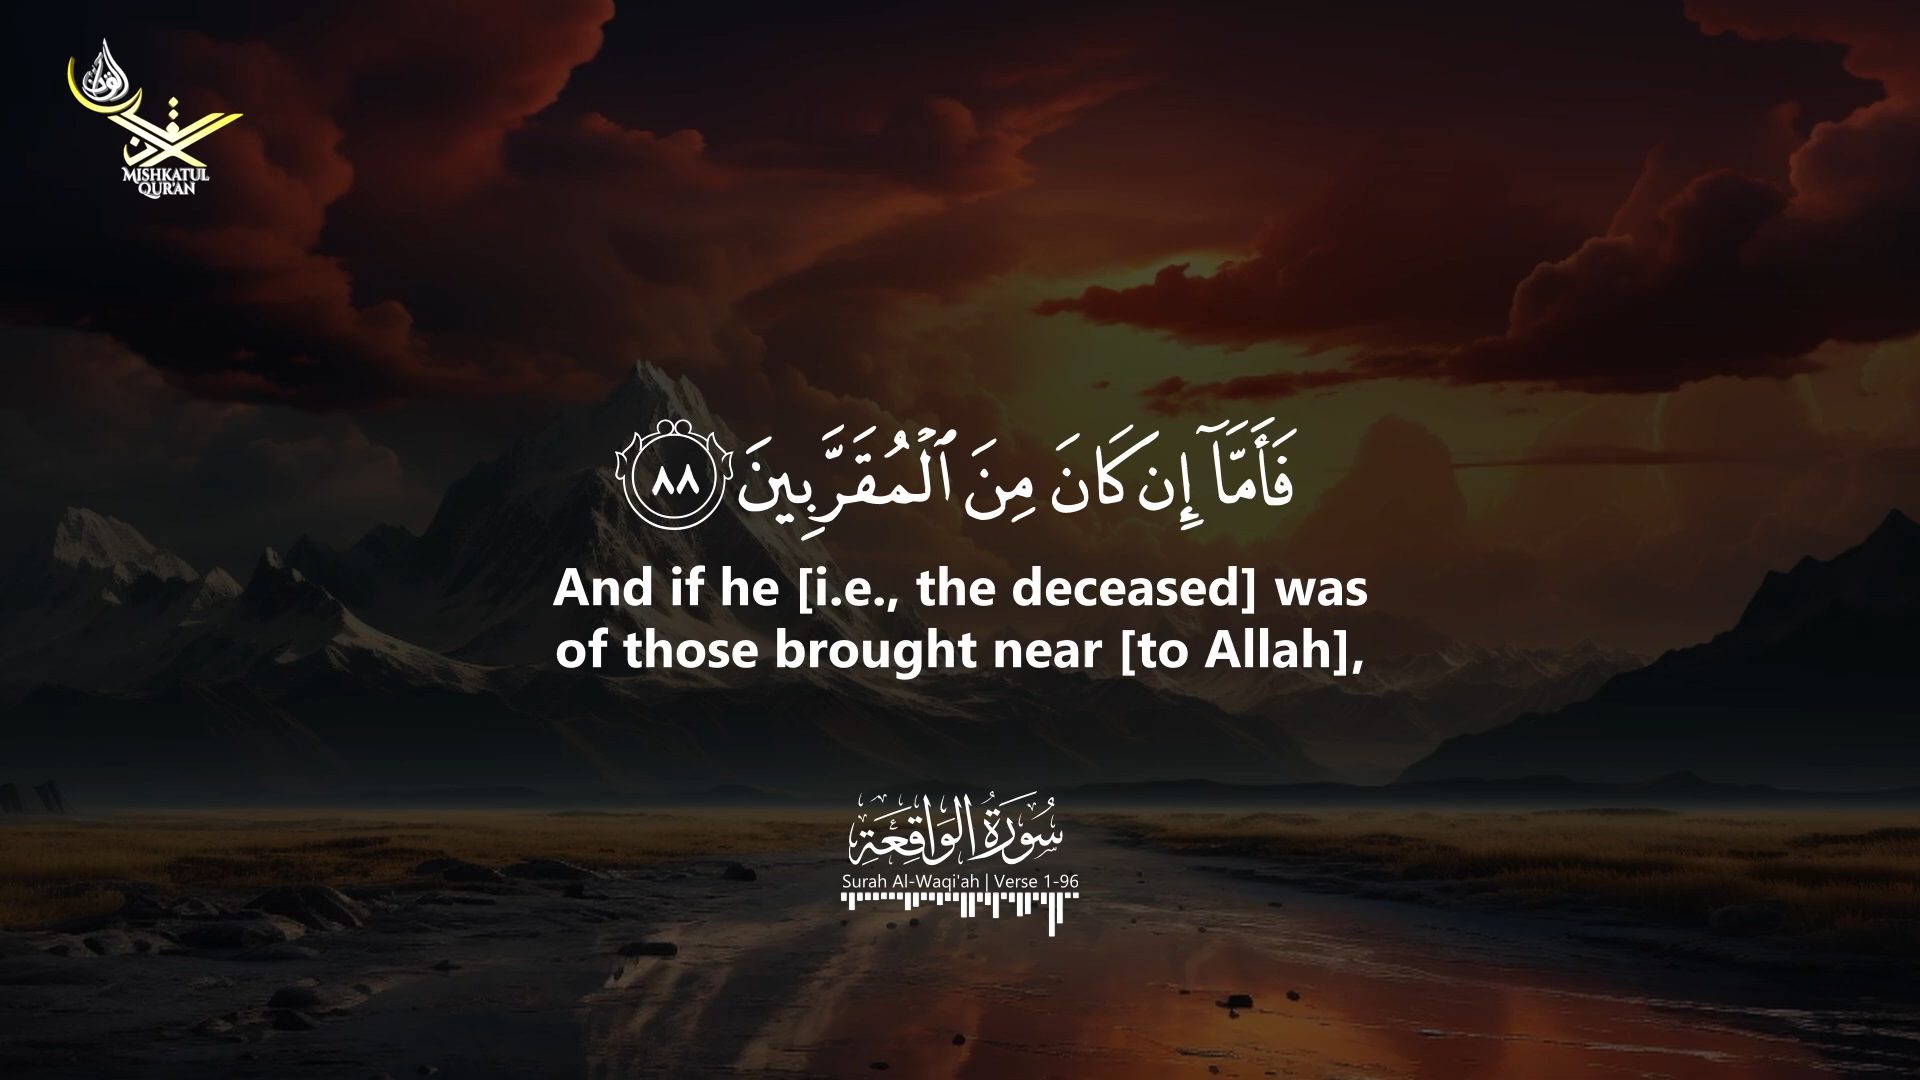 القرآن
MISHKATUL
QUR'AN
فَأَمَّآ إِن كَانَ مِنَ ٱلْمُقَرَّبِينَ ٨٨
And if he [i.e., the deceased] was
of those brought near [to Allah],
سُورَةُ الوَاقِعَةِ
Surah Al-Waqi'ah | Verse 1-96